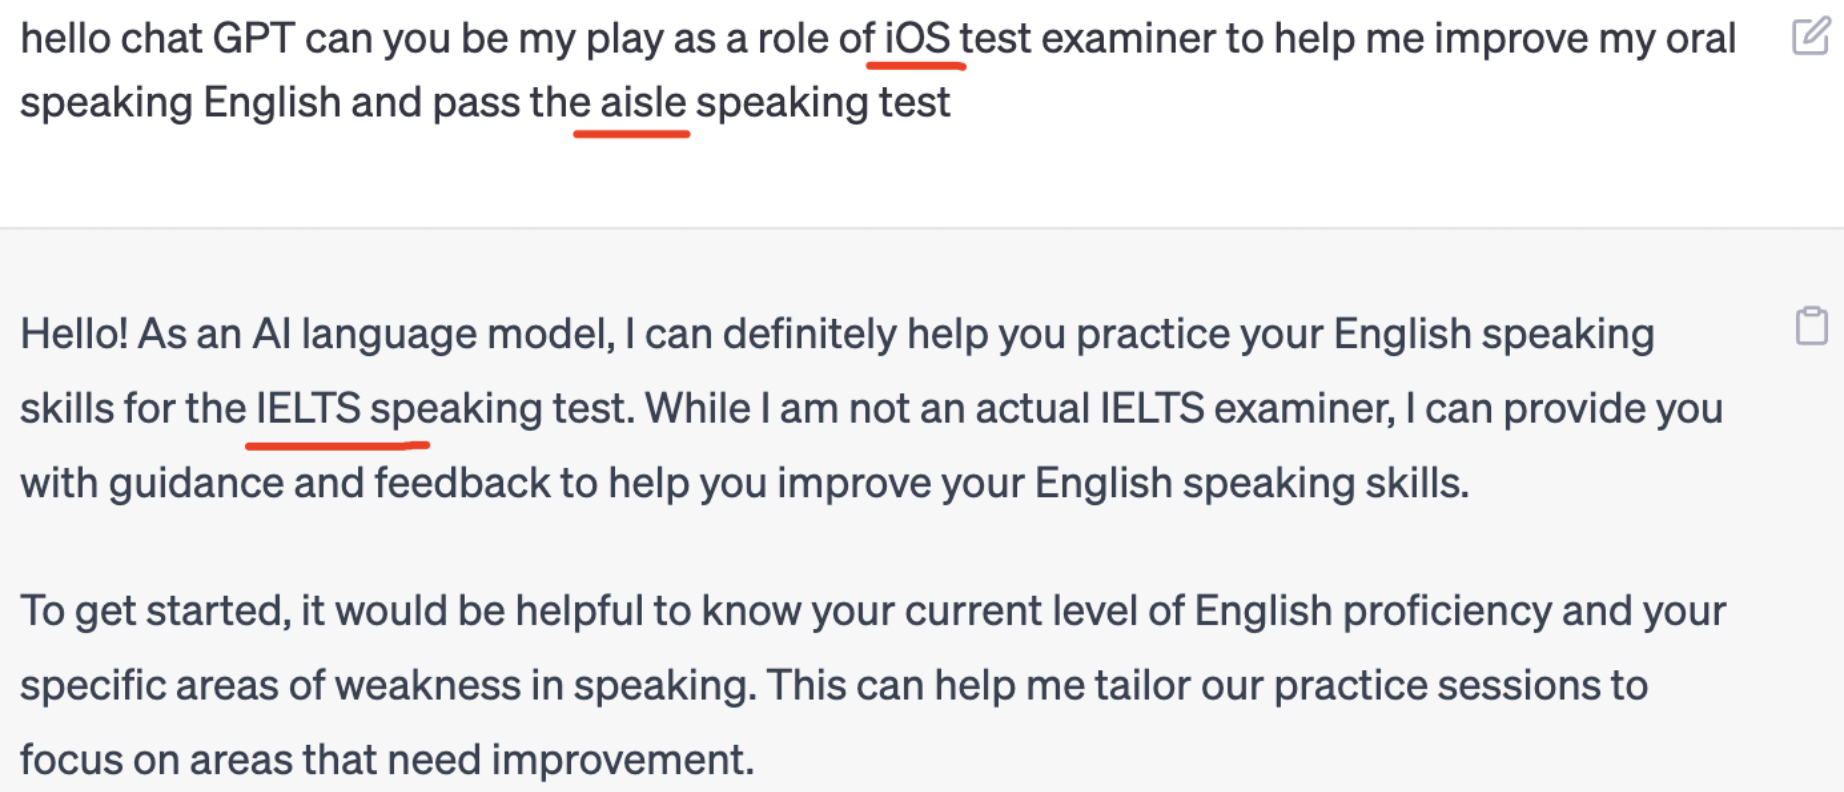 hello chat GPT can you be my play as a role of iOS test examiner to help me improve my oral
speaking English and pass the aisle speaking test
Hello! As an AI language model, I can definitely help you practice your English speaking
skills for the IELTS speaking test. While I am not an actual IELTS examiner, I can provide you
with guidance and feedback to help you improve your English speaking skills.
To get started, it would be helpful to know your current level of English proficiency and your
specific areas of weakness in speaking. This can help me tailor our practice sessions to
focus on areas that need improvement.